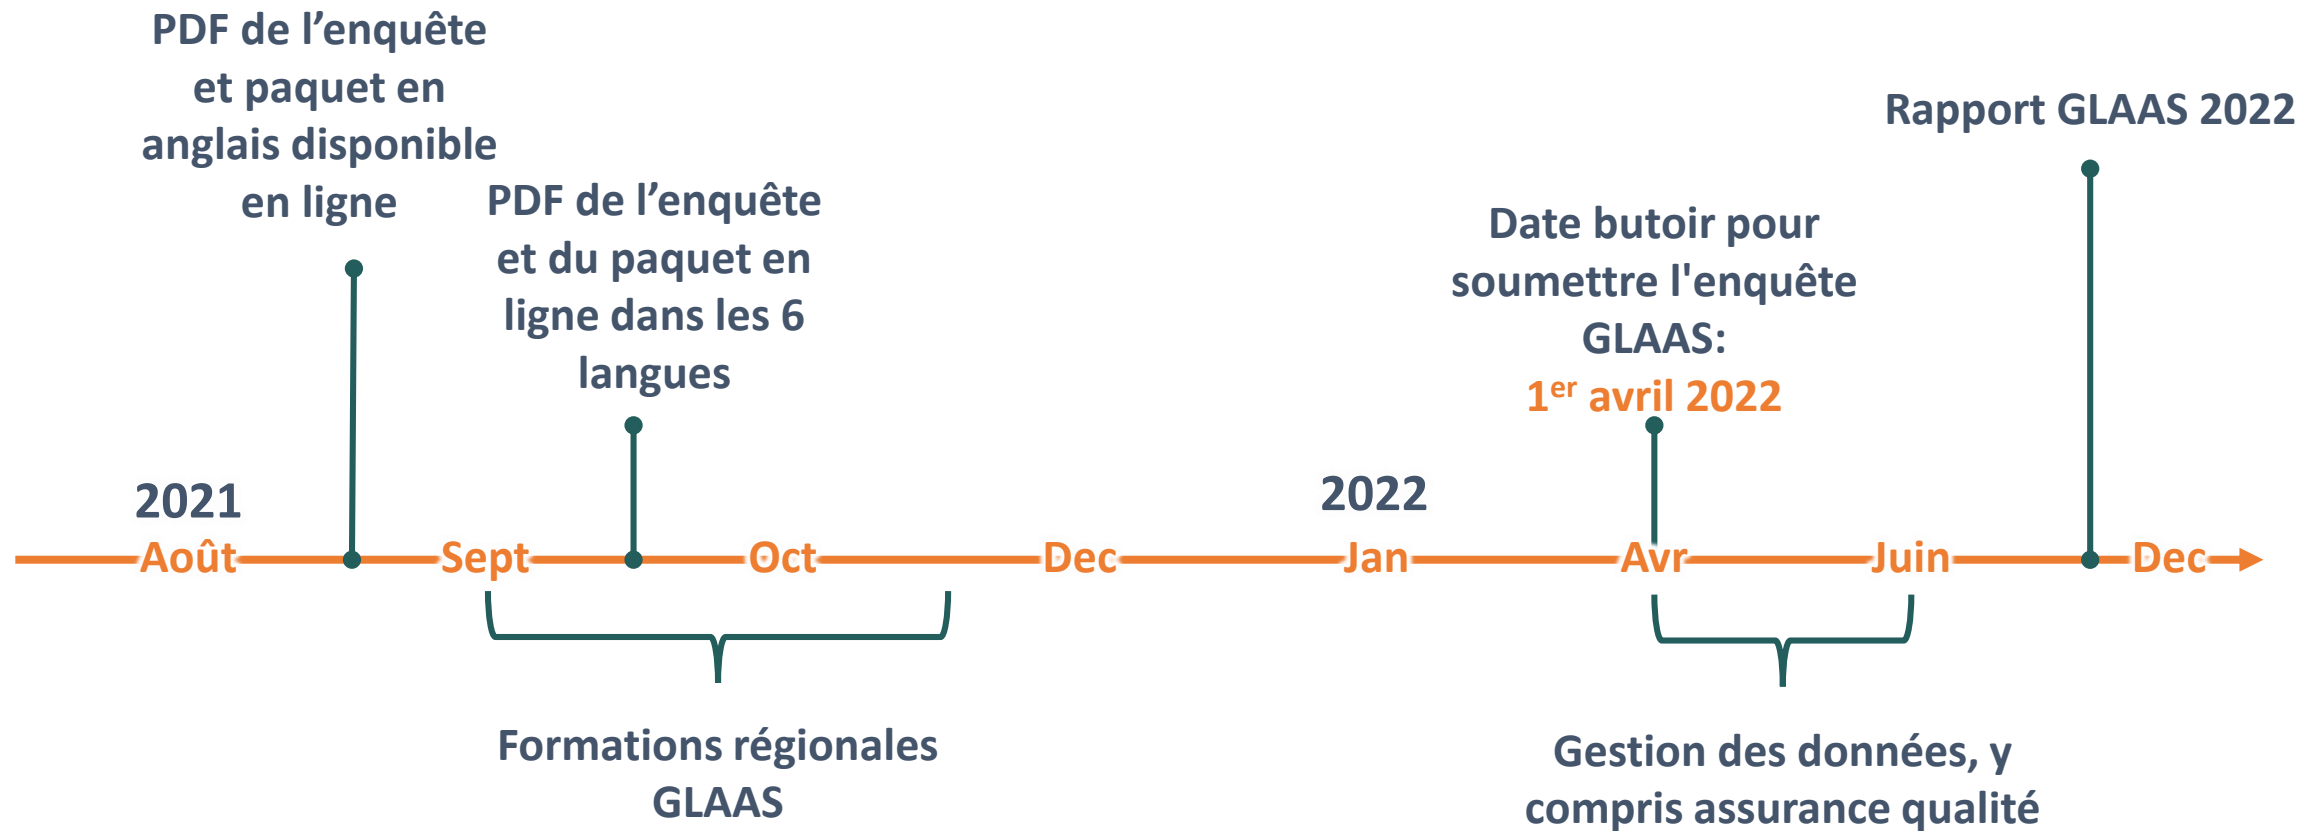 PDF de l’enquête
et paquet en
anglais disponible
en ligne
PDF de l’enquête
et du paquet en
ligne dans les 6
langues
Date butoir pour
soumettre l'enquête
GLAAS:
1er avril 2022
Rapport GLAAS 2022
2021
2022
Août
Sept
Oct
Dec
Jan
Avr
Juin
Dec
Formations régionales
GLAAS
Gestion des données, y
compris assurance qualité